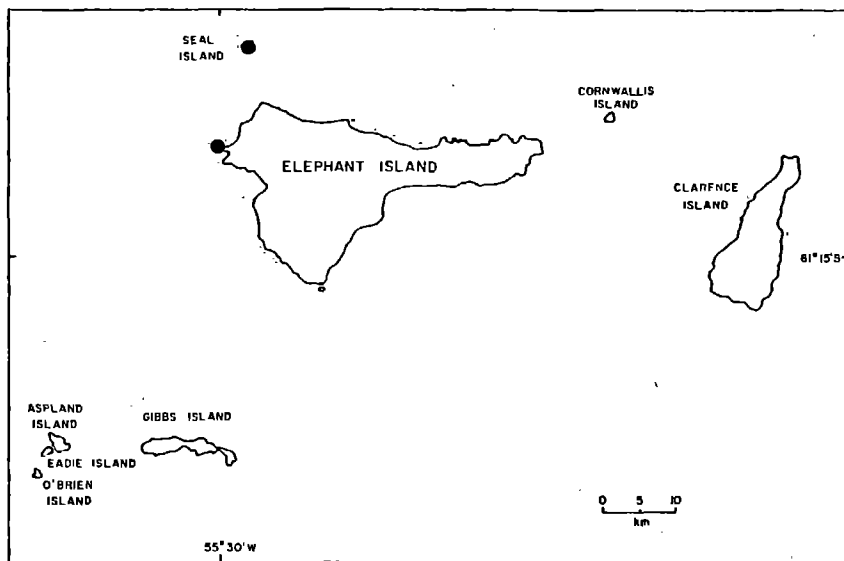 SEAL
ISLAND
CORNWALLIS
ISLAND
ELEPHANT ISLAND
CLARENCE
ISLAND
61°15'S
ASPLAND
ISLAND
GIBBS ISLAND
EADIE ISLAND
O'BRIEN
ISLAND
0 5 10
km
55°30'W